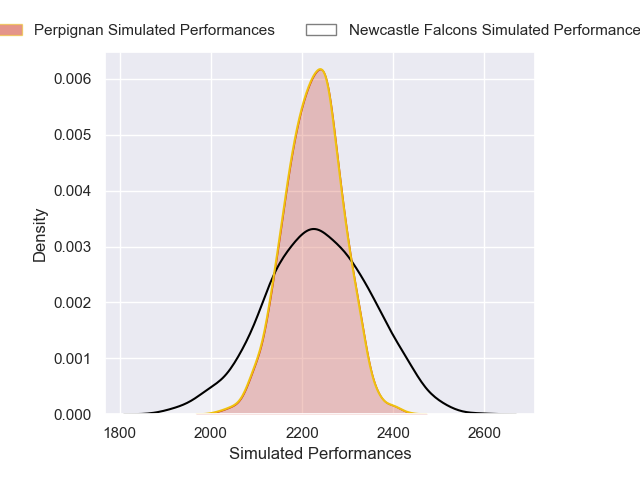 Perpignan Simulated Performances
Newcastle Falcons Simulated Performance
0.006
0.005
0.004
0.003
0.002
0.001
0.000
Density
1800 2000 2200 2400 2600
Simulated Performances